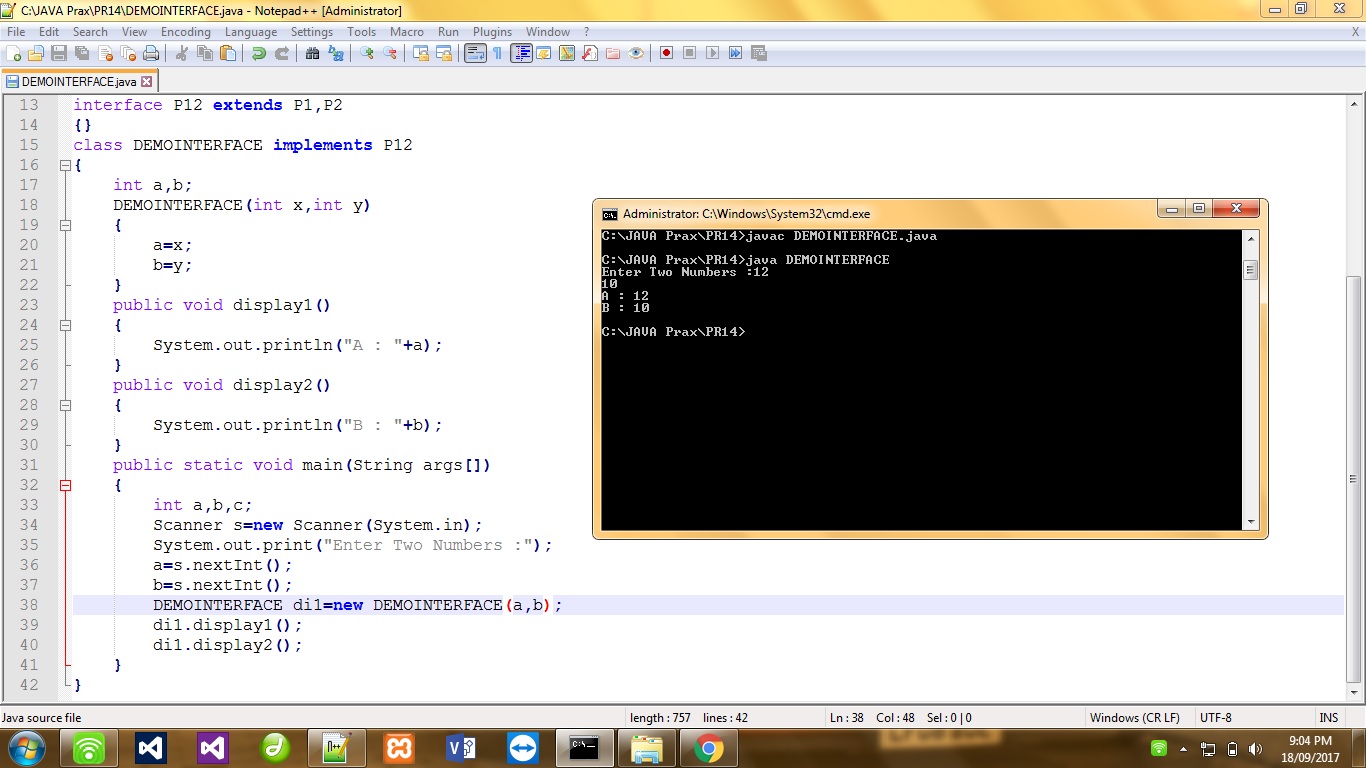 C:\JAVA Prax\PR14\DEMOINTERFACE.java - Notepad++ [Administrator]
File Edit Search View Encoding Language Settings Tools Macro Run Plugins Window ? X
DEMOINTERFACE.java
13 interface P12 extends P1,P2
14 {}
15 class DEMOINTERFACE implements P12
16 {
17 int a,b;
18 DEMOINTERFACE(int x,int y)
19 {
20 a=x;
21 b=y;
22 }
23 public void display1()
24 {
25 System.out.println("A : "+a);
26 }
27 public void display2()
28 {
29 System.out.println("B : "+b);
30 }
31 public static void main(String args[])
32 {
33 int a,b,c;
34 Scanner s=new Scanner(System.in);
35 System.out.print("Enter Two Numbers :");
36 a=s.nextInt();
37 b=s.nextInt();
38 DEMOINTERFACE di1=new DEMOINTERFACE(a,b);
39 di1.display1();
40 di1.display2();
41 }
42 }
Administrator: C:\Windows\System32\cmd.exe
C:\JAVA Prax\PR14>javac DEMOINTERFACE.java
C:\JAVA Prax\PR14>java DEMOINTERFACE
Enter Two Numbers :12
10
A : 12
B : 10
C:\JAVA Prax\PR14>
Java source file length : 757 lines : 42 Ln : 38 Col : 48 Sel : 0 | 0 Windows (CR LF) UTF-8 INS
9:04 PM
18/09/2017